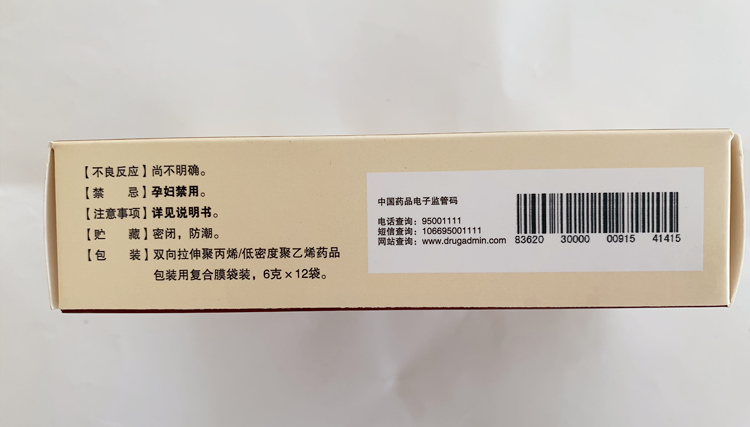 【不良反应】尚不明确。
【禁　　忌】孕妇禁用。
【注意事项】详见说明书。
【贮　　藏】密闭，防潮。
【包　　装】双向拉伸聚丙烯/低密度聚乙烯药品
包装用复合膜袋装，6克×12袋。
中国药品电子监管码
电话查询：95001111
短信查询：106695001111
网站查询：www.drugadmin.com
83620 30000 00915 41415